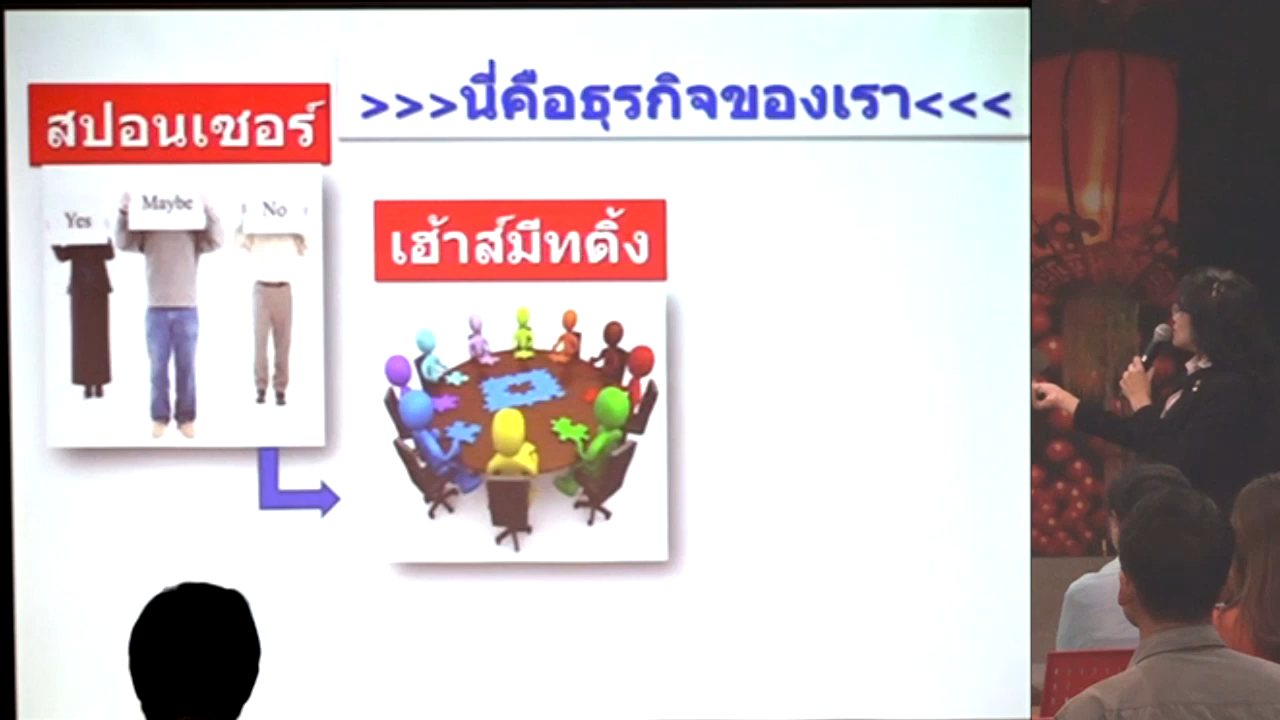 >>>นี่คือธุรกิจของเรา<<<
สปอนเซอร์
Yes
Maybe
No
เฮ้าส์มีทติ้ง